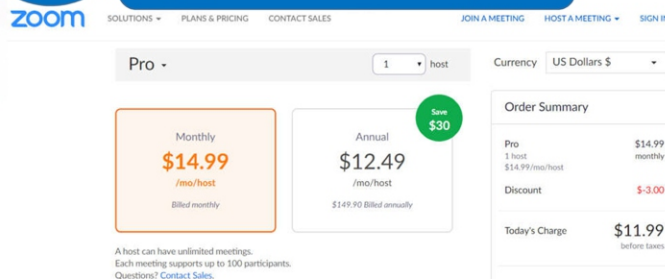 zoom SOLUTIONS PLANS & PRICING CONTACT SALES JOIN A MEETING HOST A MEETING SIGN IN
Pro 1 host Currency US Dollars $
Order Summary
Save
$30
Monthly Annual
$14.99 $12.49
/mo/host /mo/host
Billed monthly $149.90 Billed annually
Pro $14.99
1 host monthly
$14.99/mo/host
Discount $-3.00
Today's Charge $11.99
before taxes
A host can have unlimited meetings.
Each meeting supports up to 100 participants.
Questions? Contact Sales.